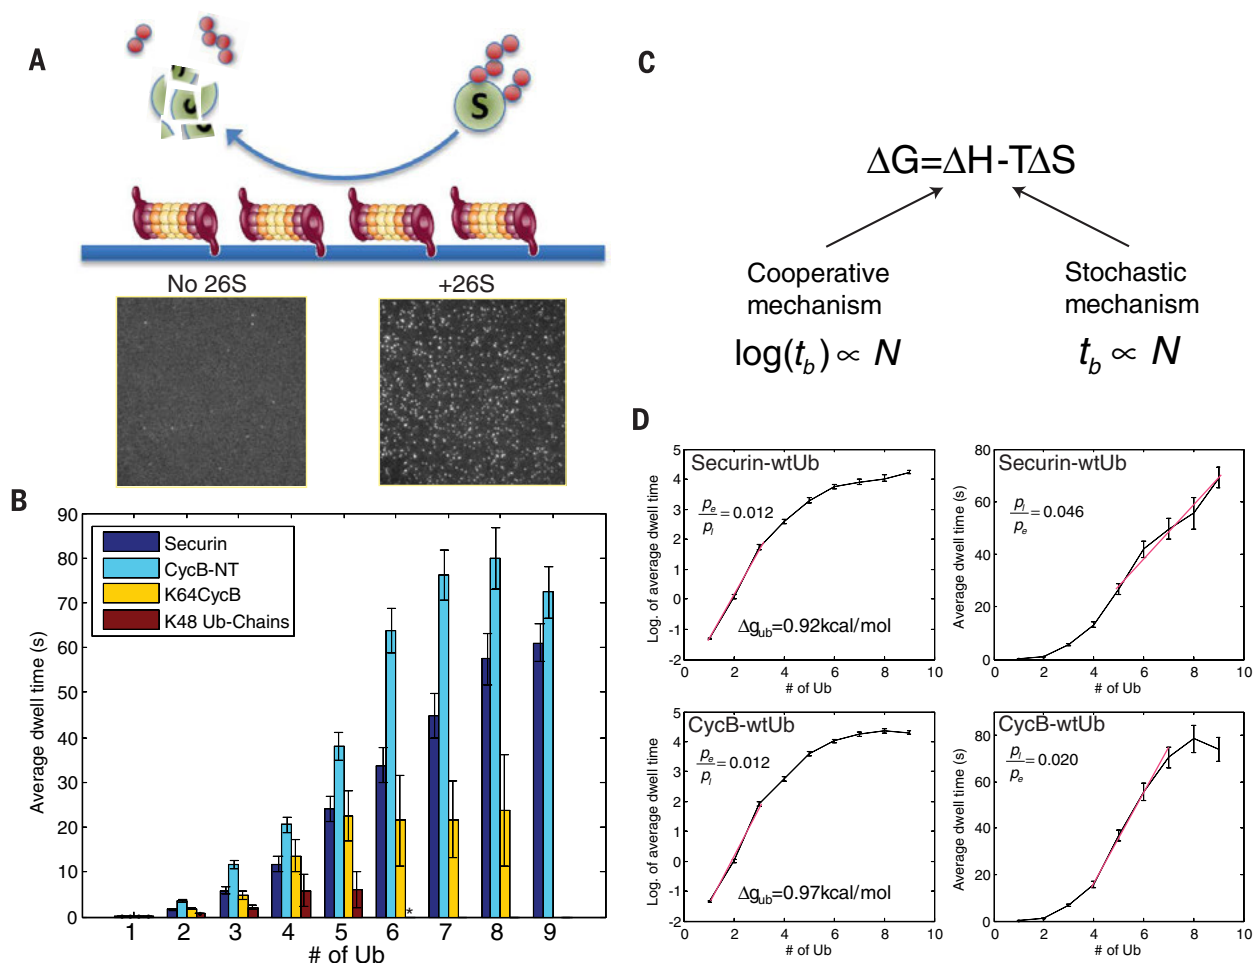 A
S
No 26S
+26S
B
Average dwell time (s)
90
80
70
60
50
40
30
20
10
0
Securin
CycB-NT
K64CycB
K48 Ub-Chains
*
1 2 3 4 5 6 7 8 9
# of Ub
C
ΔG=ΔH-TΔS
Cooperative
mechanism
log(t_b) ∝ N
Stochastic
mechanism
t_b ∝ N
D
Securin-wtUb
Log. of average dwell time
5
4
3
2
1
0
-1
-2
p_e/p_l = 0.012
Δg_ub=0.92kcal/mol
0 2 4 6 8 10
# of Ub
Securin-wtUb
Average dwell time (s)
80
60
40
20
0
p_l/p_e = 0.046
0 2 4 6 8 10
# of Ub
CycB-wtUb
Log. of average dwell time
5
4
3
2
1
0
-1
-2
p_e/p_l = 0.012
Δg_ub=0.97kcal/mol
0 2 4 6 8 10
# of Ub
CycB-wtUb
Average dwell time (s)
80
60
40
20
0
p_l/p_e = 0.020
0 2 4 6 8 10
# of Ub